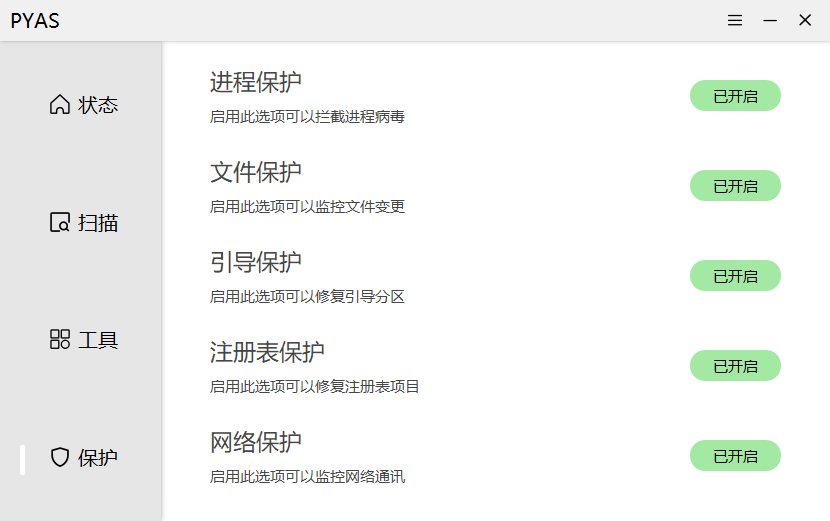 PYAS
状态
扫描
工具
保护
进程保护
启用此选项可以拦截进程病毒
已开启
文件保护
启用此选项可以监控文件变更
已开启
引导保护
启用此选项可以修复引导分区
已开启
注册表保护
启用此选项可以修复注册表项目
已开启
网络保护
启用此选项可以监控网络通讯
已开启